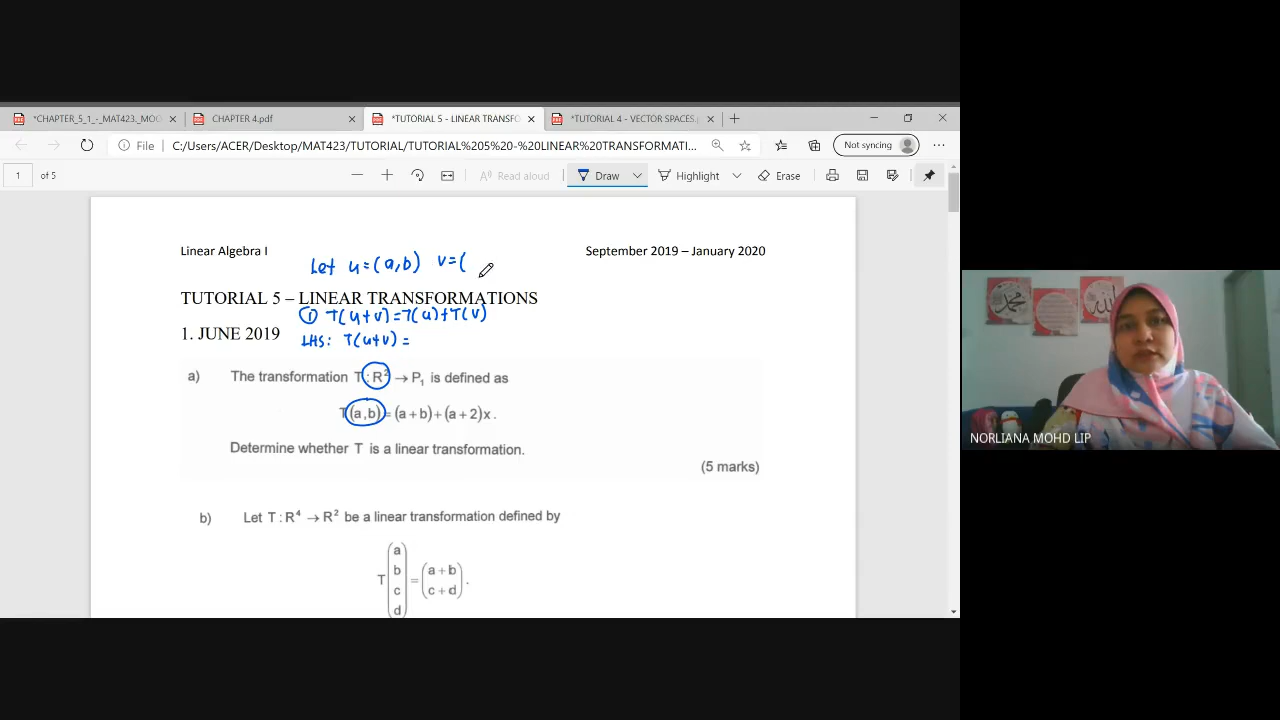 *CHAPTER_5_1_-_MAT423._MOO
CHAPTER 4.pdf
*TUTORIAL 5 - LINEAR TRANSFO
*TUTORIAL 4 - VECTOR SPACES.p
File
C:/Users/ACER/Desktop/MAT423/TUTORIAL/TUTORIAL%205%20-%20LINEAR%20TRANSFORMATI...
Not syncing
1 of 5
Read aloud
Draw
Highlight
Erase
Linear Algebra I
September 2019 – January 2020
Let u=(a,b) v=(
TUTORIAL 5 – LINEAR TRANSFORMATIONS
① T(u+v)=T(u)+T(v)
1. JUNE 2019
LHS: T(u+v) =
a) The transformation T:R² → P₁ is defined as
T(a,b)=(a+b)+(a+2)x.
Determine whether T is a linear transformation.
(5 marks)
b) Let T:R⁴ → R² be a linear transformation defined by
T (a b c d) = (a+b c+d).
NORLIANA MOHD LIP